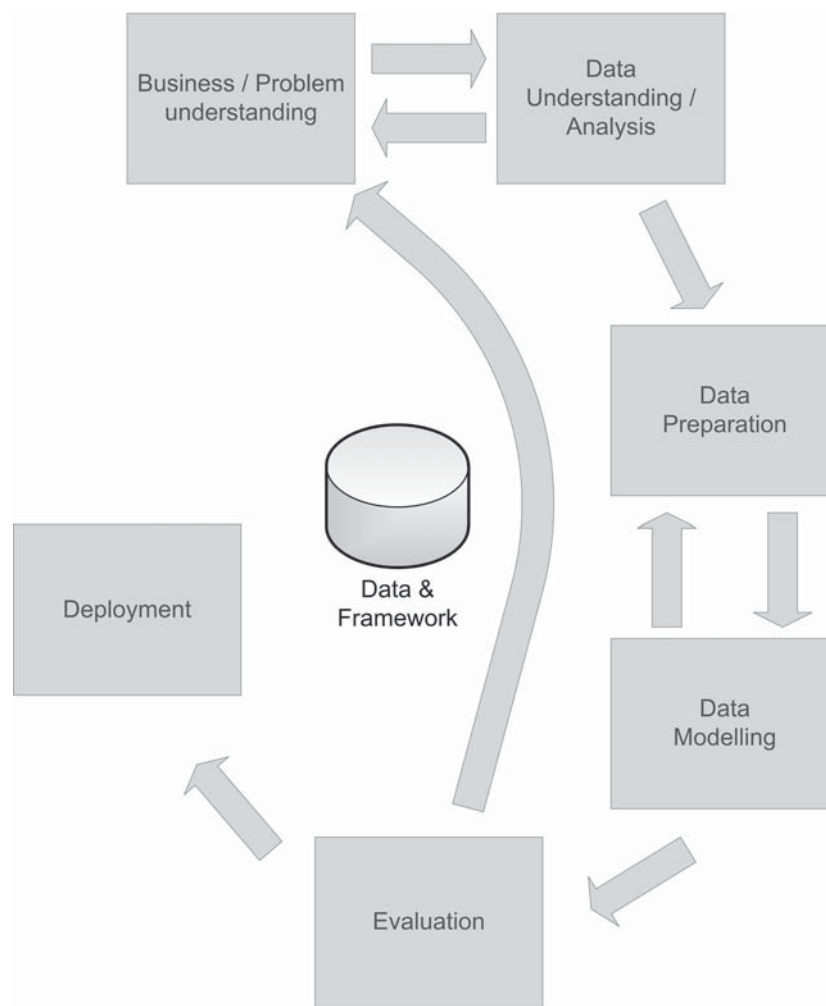 Business / Problem
understanding
Data
Understanding /
Analysis
Data
Preparation
Data &
Framework
Deployment
Data
Modelling
Evaluation